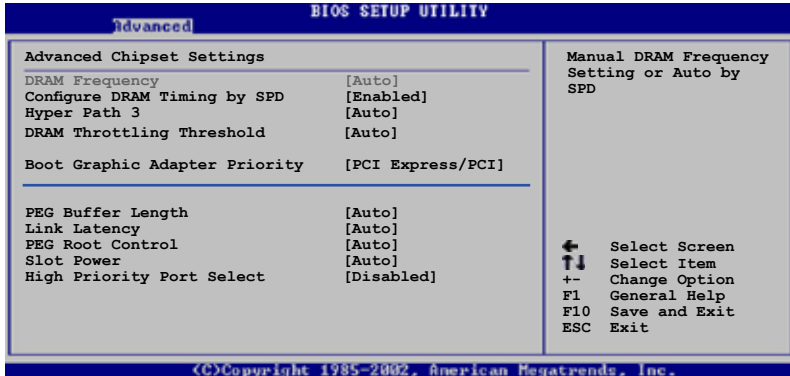 BIOS SETUP UTILITY
Advanced
Advanced Chipset Settings
DRAM Frequency [Auto]
Configure DRAM Timing by SPD [Enabled]
Hyper Path 3 [Auto]
DRAM Throttling Threshold [Auto]
Boot Graphic Adapter Priority [PCI Express/PCI]
PEG Buffer Length [Auto]
Link Latency [Auto]
PEG Root Control [Auto]
Slot Power [Auto]
High Priority Port Select [Disabled]
Manual DRAM Frequency
Setting or Auto by
SPD
← Select Screen
↑↓ Select Item
+- Change Option
F1 General Help
F10 Save and Exit
ESC Exit
(C)Copyright 1985-2002, American Megatrends, Inc.